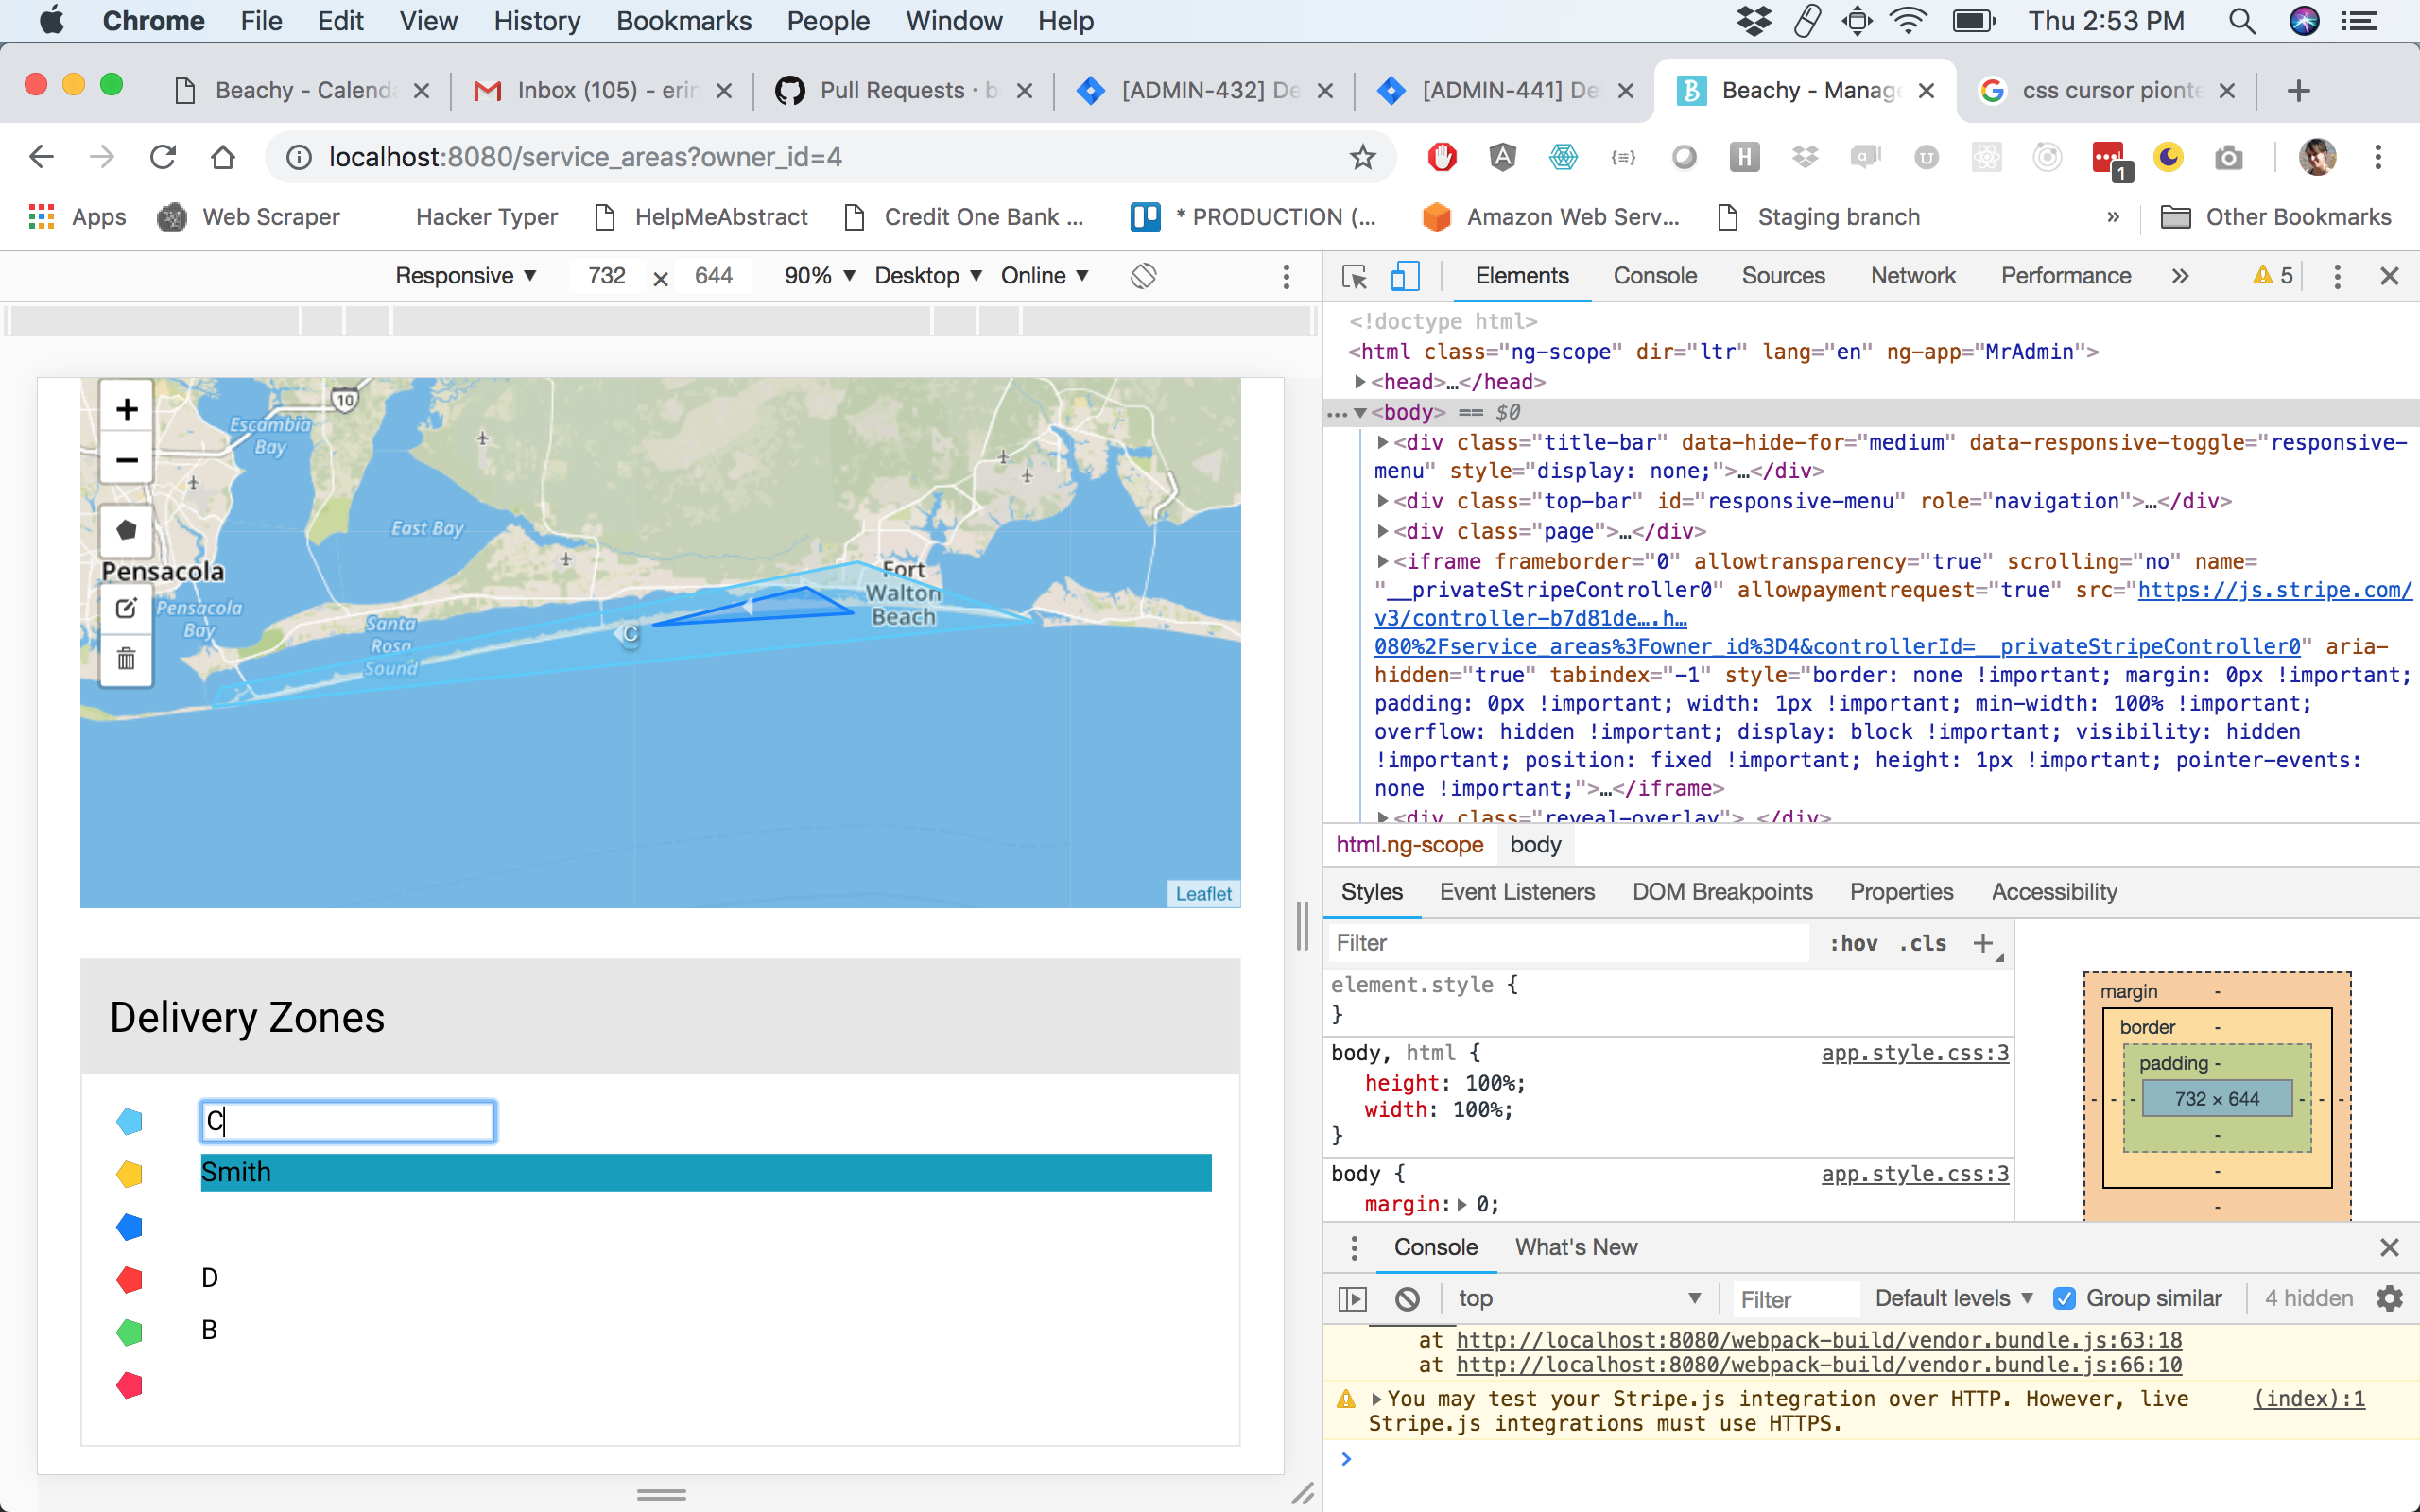 Chrome File Edit View History Bookmarks People Window Help Thu 2:53 PM
Beachy - Calenda Inbox (105) - erin Pull Requests · b [ADMIN-432] De [ADMIN-441] De Beachy - Manage css cursor piont
localhost:8080/service_areas?owner_id=4
1
Apps Web Scraper Hacker Typer HelpMeAbstract Credit One Bank ... * PRODUCTION (... Amazon Web Serv... Staging branch » Other Bookmarks
Responsive ▼ 732 × 644 90% ▼ Desktop ▼ Online ▼
Elements Console Sources Network Performance » 5
<!doctype html>
<html class="ng-scope" dir="ltr" lang="en" ng-app="MrAdmin">
<head>…</head>
<body> == $0
<div class="title-bar" data-hide-for="medium" data-responsive-toggle="responsive-
menu" style="display: none;">…</div>
<div class="top-bar" id="responsive-menu" role="navigation">…</div>
<div class="page">…</div>
<iframe frameborder="0" allowtransparency="true" scrolling="no" name=
"__privateStripeController0" allowpaymentrequest="true" src="https://js.stripe.com/
v3/controller-b7d81de….h…
080%2Fservice_areas%3Fowner_id%3D4&controllerId=__privateStripeController0" aria-
hidden="true" tabindex="-1" style="border: none !important; margin: 0px !important;
padding: 0px !important; width: 1px !important; min-width: 100% !important;
overflow: hidden !important; display: block !important; visibility: hidden
!important; position: fixed !important; height: 1px !important; pointer-events:
none !important;">…</iframe>
<div class="reveal-overlay">…</div>
html.ng-scope body
Styles Event Listeners DOM Breakpoints Properties Accessibility
Filter :hov .cls +
element.style {
}
body, html { app.style.css:3
height: 100%;
width: 100%;
}
body { app.style.css:3
margin: 0;
margin -
border -
padding -
732 × 644
Console What's New
top ▼ Filter Default levels ▼ Group similar 4 hidden
at http://localhost:8080/webpack-build/vendor.bundle.js:63:18
at http://localhost:8080/webpack-build/vendor.bundle.js:66:10
You may test your Stripe.js integration over HTTP. However, live (index):1
Stripe.js integrations must use HTTPS.
+
−
10
Escambia
Bay
East Bay
Pensacola
Pensacola
Bay
Santa
Rosa
Sound
Fort
Walton
Beach
C
Leaflet
Delivery Zones
C
Smith
D
B